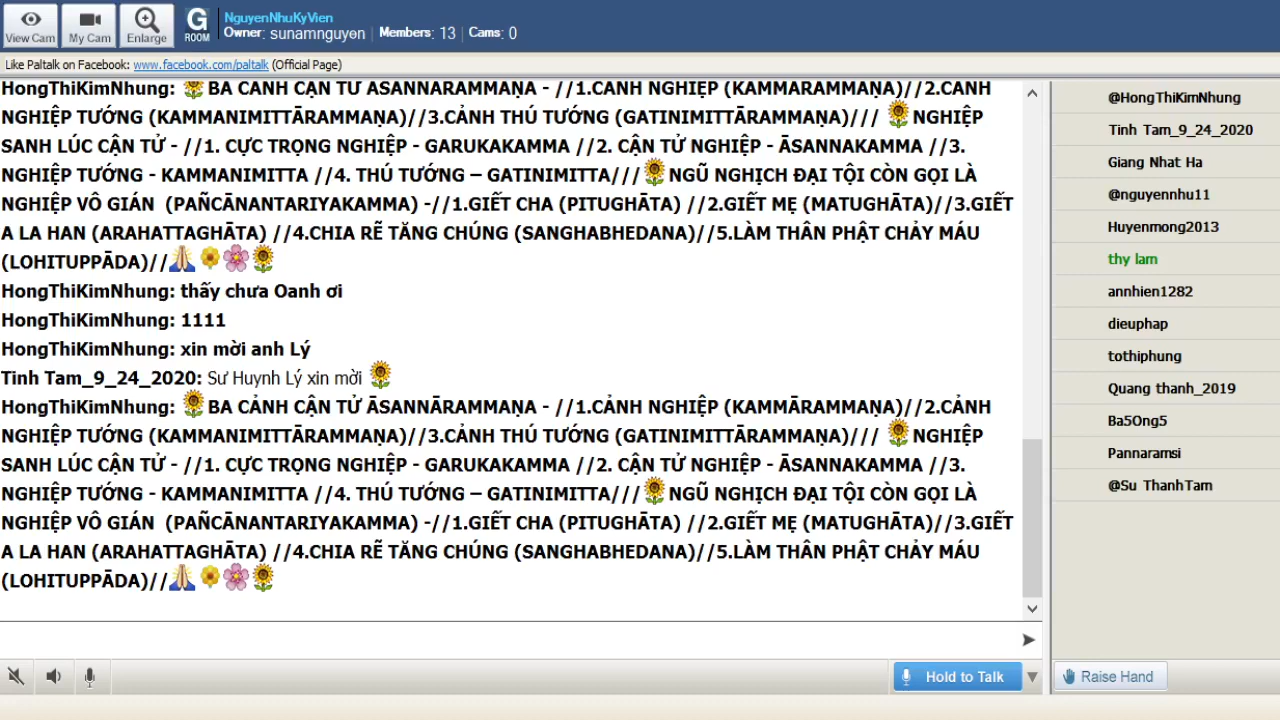 View Cam
My Cam
Enlarge
G
ROOM
NguyenNhuKyVien
Owner: sunamnguyen | Members: 13 | Cams: 0
Like Paltalk on Facebook: www.facebook.com/paltalk (Official Page)
HongThiKimNhung: 🌻BA CẢNH CẬN TỬ ĀSANNĀRAMMAṆA - //1.CẢNH NGHIỆP (KAMMĀRAMMAṆA)//2.CẢNH
NGHIỆP TƯỚNG (KAMMANIMITTĀRAMMAṆA)//3.CẢNH THÚ TƯỚNG (GATINIMITTĀRAMMAṆA)/// 🌻NGHIỆP
SANH LÚC CẬN TỬ - //1. CỰC TRỌNG NGHIỆP - GARUKAKAMMA //2. CẬN TỬ NGHIỆP - ĀSANNAKAMMA //3.
NGHIỆP TƯỚNG - KAMMANIMITTA //4. THÚ TƯỚNG – GATINIMITTA///🌻NGŨ NGHỊCH ĐẠI TỘI CÒN GỌI LÀ
NGHIỆP VÔ GIÁN (PAÑCĀNANTARIYAKAMMA) -//1.GIẾT CHA (PITUGHĀTA) //2.GIẾT MẸ (MATUGHĀTA)//3.GIẾT
A LA HAN (ARAHATTAGHĀTA) //4.CHIA RẼ TĂNG CHÚNG (SANGHABHEDANA)//5.LÀM THÂN PHẬT CHẢY MÁU
(LOHITUPPĀDA)//🙏🌼🌸🌻
HongThiKimNhung: thấy chưa Oanh ơi
HongThiKimNhung: 1111
HongThiKimNhung: xin mời anh Lý
Tinh Tam_9_24_2020: Sư Huynh Lý xin mời 🌻
HongThiKimNhung: 🌻BA CẢNH CẬN TỬ ĀSANNĀRAMMAṆA - //1.CẢNH NGHIỆP (KAMMĀRAMMAṆA)//2.CẢNH
NGHIỆP TƯỚNG (KAMMANIMITTĀRAMMAṆA)//3.CẢNH THÚ TƯỚNG (GATINIMITTĀRAMMAṆA)/// 🌻NGHIỆP
SANH LÚC CẬN TỬ - //1. CỰC TRỌNG NGHIỆP - GARUKAKAMMA //2. CẬN TỬ NGHIỆP - ĀSANNAKAMMA //3.
NGHIỆP TƯỚNG - KAMMANIMITTA //4. THÚ TƯỚNG – GATINIMITTA///🌻NGŨ NGHỊCH ĐẠI TỘI CÒN GỌI LÀ
NGHIỆP VÔ GIÁN (PAÑCĀNANTARIYAKAMMA) -//1.GIẾT CHA (PITUGHĀTA) //2.GIẾT MẸ (MATUGHĀTA)//3.GIẾT
A LA HAN (ARAHATTAGHĀTA) //4.CHIA RẼ TĂNG CHÚNG (SANGHABHEDANA)//5.LÀM THÂN PHẬT CHẢY MÁU
(LOHITUPPĀDA)//🙏🌼🌸🌻
@HongThiKimNhung
Tinh Tam_9_24_2020
Giang Nhat Ha
@nguyennhu11
Huyenmong2013
thy lam
annhien1282
dieuphap
tothiphung
Quang thanh_2019
Ba5Ong5
Pannaramsi
@Su ThanhTam
Hold to Talk
Raise Hand